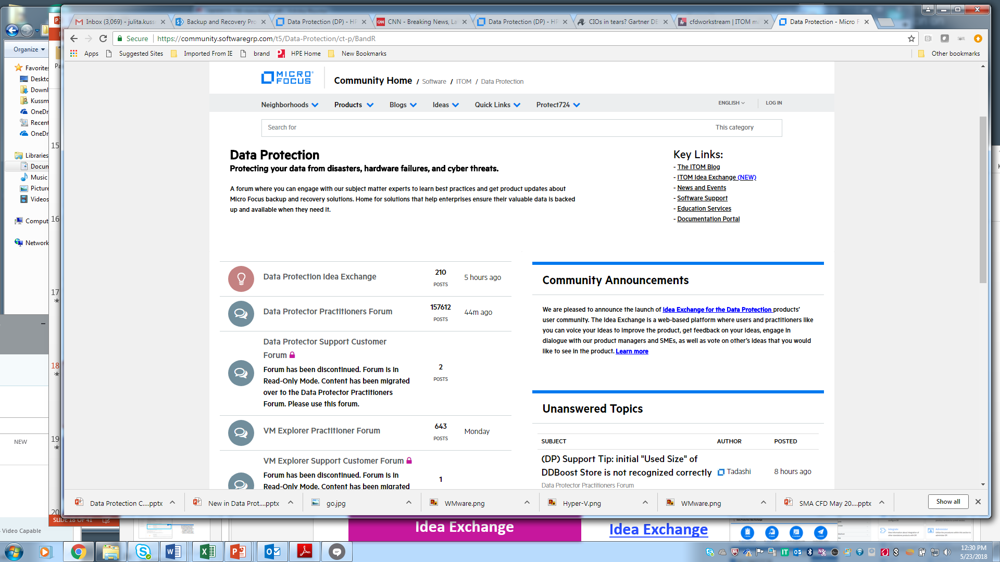 Inbox (3,069) - julita.kuss
Backup and Recovery Pro
Data Protection (DP) - HP
CNN - Breaking News, La
Data Protection (DP) - HP
CIOs in tears? Gartner DE
cfdworkstream | ITOM ma
Data Protection - Micro F
Secure
https://community.softwaregrp.com/t5/Data-Protection/ct-p/BandR
Apps
Suggested Sites
Imported From IE
brand
HPE Home
New Bookmarks
Other bookmarks
Organize
Favorites
Deskto
Downl
Kussm
OneDr
Recent
OneDr
Libraries
Docun
Music
Picture
Videos
Comput
Network
Pa
15
16
17
18
19
20
NEW
MICRO FOCUS
Community Home / Software / ITOM / Data Protection
Neighborhoods
Products
Blogs
Ideas
Quick Links
Protect724
ENGLISH
LOG IN
Search for
This category
Data Protection
Protecting your data from disasters, hardware failures, and cyber threats.
A forum where you can engage with our subject matter experts to learn best practices and get product updates about
Micro Focus backup and recovery solutions. Home for solutions that help enterprises ensure their valuable data is backed
up and available when they need it.
Key Links:
- The ITOM Blog
- ITOM Idea Exchange (NEW)
- News and Events
- Software Support
- Education Services
- Documentation Portal
Data Protection Idea Exchange
210
POSTS
5 hours ago
Data Protector Practitioners Forum
157612
POSTS
44m ago
Data Protector Support Customer
Forum
Forum has been discontinued. Forum is in
Read-Only Mode. Content has been migrated
over to the Data Protector Practitioners
Forum. Please use this forum.
2
POSTS
VM Explorer Practitioner Forum
643
POSTS
Monday
VM Explorer Support Customer Forum
Forum has been discontinued. Forum is in
Read-Only Mode. Content has been migrated
1
Community Announcements
We are pleased to announce the launch of Idea Exchange for the Data Protection products'
user community. The Idea Exchange is a web-based platform where users and practitioners like
you can voice your ideas to improve the product, get feedback on your ideas, engage in
dialogue with our product managers and SMEs, as well as vote on other's ideas that you would
like to see in the product. Learn more
Unanswered Topics
SUBJECT
AUTHOR
POSTED
(DP) Support Tip: initial "Used Size" of
DDBoost Store is not recognized correctly
Tadashi
8 hours ago
Data Protector Practitioners Forum
Data Protection C....pptx
New in Data Prot....pptx
go.jpg
WMware.png
Hyper-V.png
WMware.png
SMA CFD May 20....pptx
Show all
SLIDE 18 OF 41
Video Capable
Idea Exchange
Idea Exchange
12:30 PM
5/23/2018